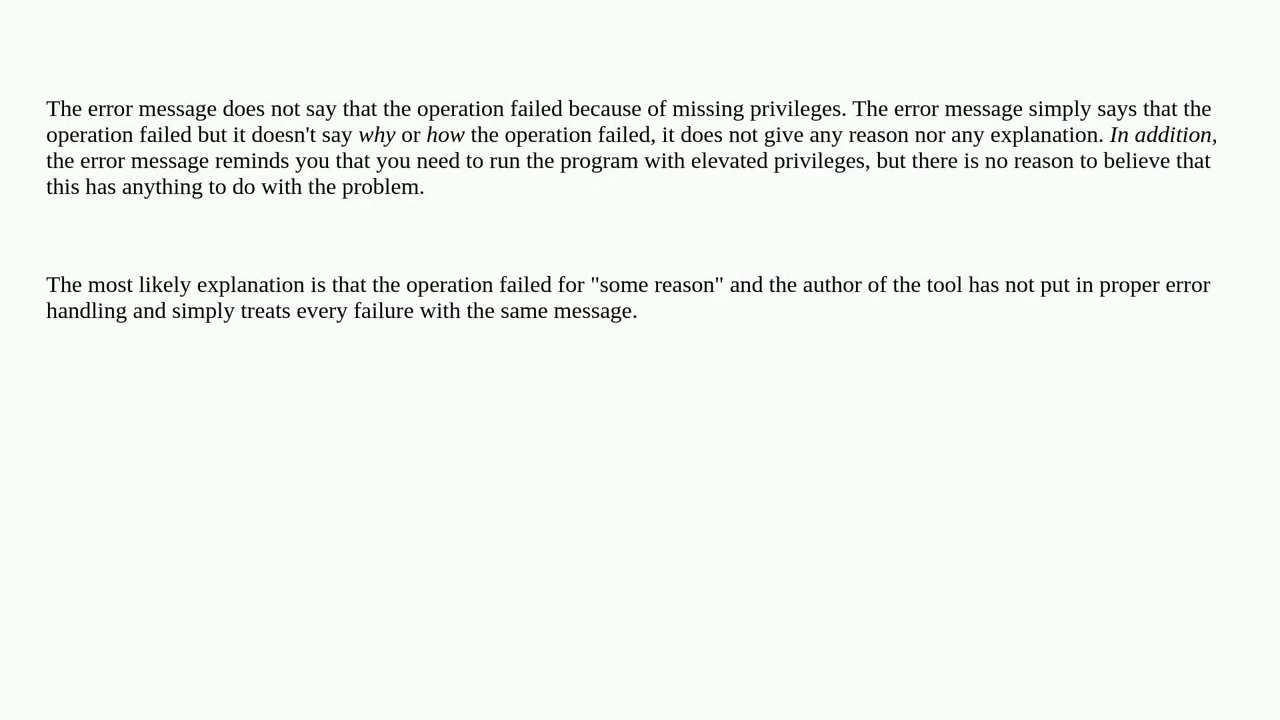 The error message does not say that the operation failed because of missing privileges. The error message simply says that the
operation failed but it doesn't say why or how the operation failed, it does not give any reason nor any explanation. In addition,
the error message reminds you that you need to run the program with elevated privileges, but there is no reason to believe that
this has anything to do with the problem.
The most likely explanation is that the operation failed for "some reason" and the author of the tool has not put in proper error
handling and simply treats every failure with the same message.